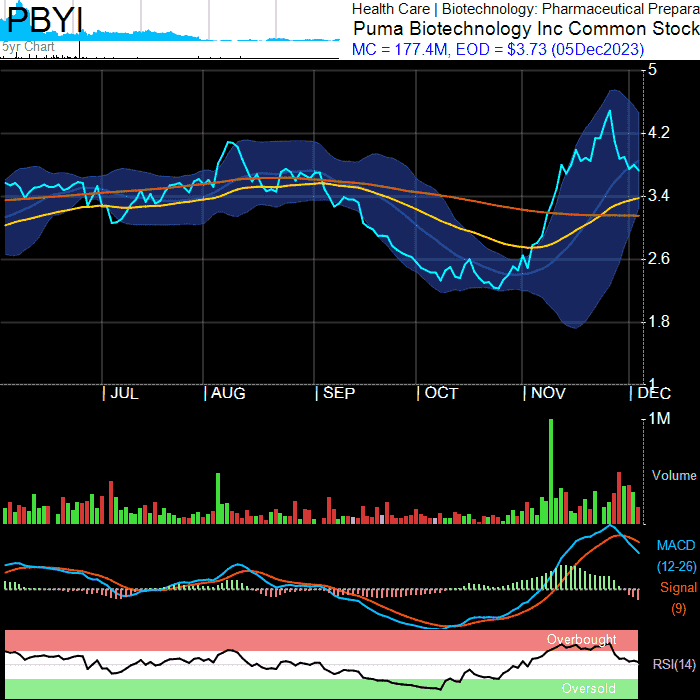 PBYI
5yr Chart
Health Care | Biotechnology: Pharmaceutical Prepara
Puma Biotechnology Inc Common Stock
MC = 177.4M, EOD = $3.73 (05Dec2023)
5
4.2
3.4
2.6
1.8
1
JUL
AUG
SEP
OCT
NOV
DEC
1M
Volume
MACD
(12-26)
Signal
(9)
Overbought
RSI(14)
Oversold